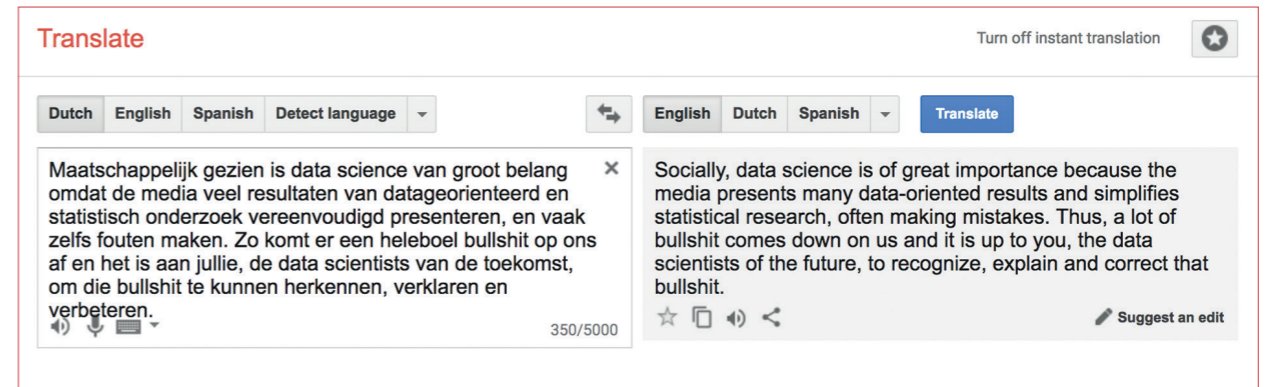 Translate
Turn off instant translation
Dutch English Spanish Detect language
English Dutch Spanish Translate
Maatschappelijk gezien is data science van groot belang
omdat de media veel resultaten van datageorienteerd en
statistisch onderzoek vereenvoudigd presenteren, en vaak
zelfs fouten maken. Zo komt er een heleboel bullshit op ons
af en het is aan jullie, de data scientists van de toekomst,
om die bullshit te kunnen herkennen, verklaren en
verbeteren.
350/5000
Socially, data science is of great importance because the
media presents many data-oriented results and simplifies
statistical research, often making mistakes. Thus, a lot of
bullshit comes down on us and it is up to you, the data
scientists of the future, to recognize, explain and correct that
bullshit.
Suggest an edit